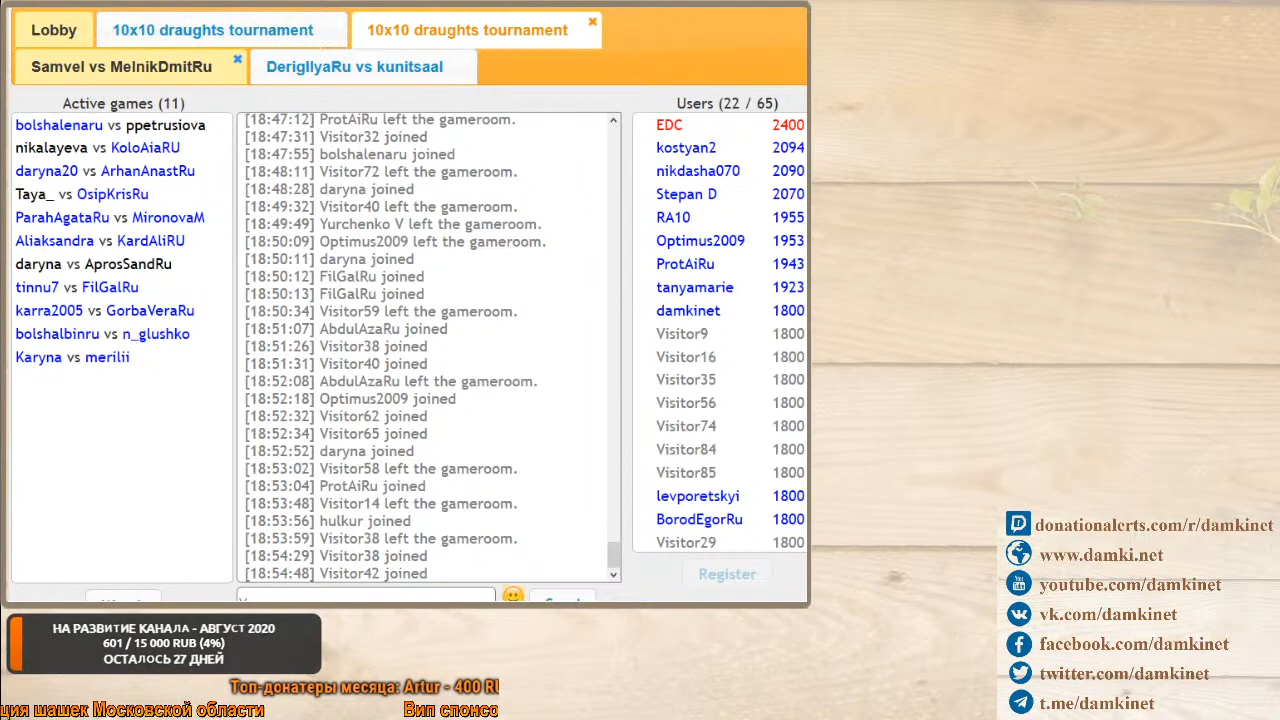 Lobby
10x10 draughts tournament
10x10 draughts tournament
Samvel vs MelnikDmitRu
DerigIlyaRu vs kunitsaal
Active games (11)
bolshalenaru vs ppetrusiova
nikalayeva vs KoloAiaRU
daryna20 vs ArhanAnastRu
Taya_ vs OsipKrisRu
ParahAgataRu vs MironovaM
Aliaksandra vs KardAliRU
daryna vs AprosSandRu
tinnu7 vs FilGalRu
karra2005 vs GorbaVeraRu
bolshalbinru vs n_glushko
Karyna vs merilii
[18:47:12] ProtAiRu left the gameroom.
[18:47:31] Visitor32 joined
[18:47:55] bolshalenaru joined
[18:48:11] Visitor72 left the gameroom.
[18:48:28] daryna joined
[18:49:32] Visitor40 left the gameroom.
[18:49:49] Yurchenko V left the gameroom.
[18:50:09] Optimus2009 left the gameroom.
[18:50:11] daryna joined
[18:50:12] FilGalRu joined
[18:50:13] FilGalRu joined
[18:50:34] Visitor59 left the gameroom.
[18:51:07] AbdulAzaRu joined
[18:51:26] Visitor38 joined
[18:51:31] Visitor40 joined
[18:52:08] AbdulAzaRu left the gameroom.
[18:52:18] Optimus2009 joined
[18:52:32] Visitor62 joined
[18:52:34] Visitor65 joined
[18:52:52] daryna joined
[18:53:02] Visitor58 left the gameroom.
[18:53:04] ProtAiRu joined
[18:53:48] Visitor14 left the gameroom.
[18:53:56] hulkur joined
[18:53:59] Visitor38 left the gameroom.
[18:54:29] Visitor38 joined
[18:54:48] Visitor42 joined
Users (22 / 65)
EDC 2400
kostyan2 2094
nikdasha070 2090
Stepan D 2070
RA10 1955
Optimus2009 1953
ProtAiRu 1943
tanyamarie 1923
damkinet 1800
Visitor9 1800
Visitor16 1800
Visitor35 1800
Visitor56 1800
Visitor74 1800
Visitor84 1800
Visitor85 1800
levporetskyi 1800
BorodEgorRu 1800
Visitor29 1800
Register
НА РАЗВИТИЕ КАНАЛА - АВГУСТ 2020
601 / 15 000 RUB (4%)
ОСТАЛОСЬ 27 ДНЕЙ
Топ-донатеры месяца: Artur - 400 RU
ция шашек Московской области Вип спонсо
donationalerts.com/r/damkinet
www.damki.net
youtube.com/damkinet
vk.com/damkinet
facebook.com/damkinet
twitter.com/damkinet
t.me/damkinet